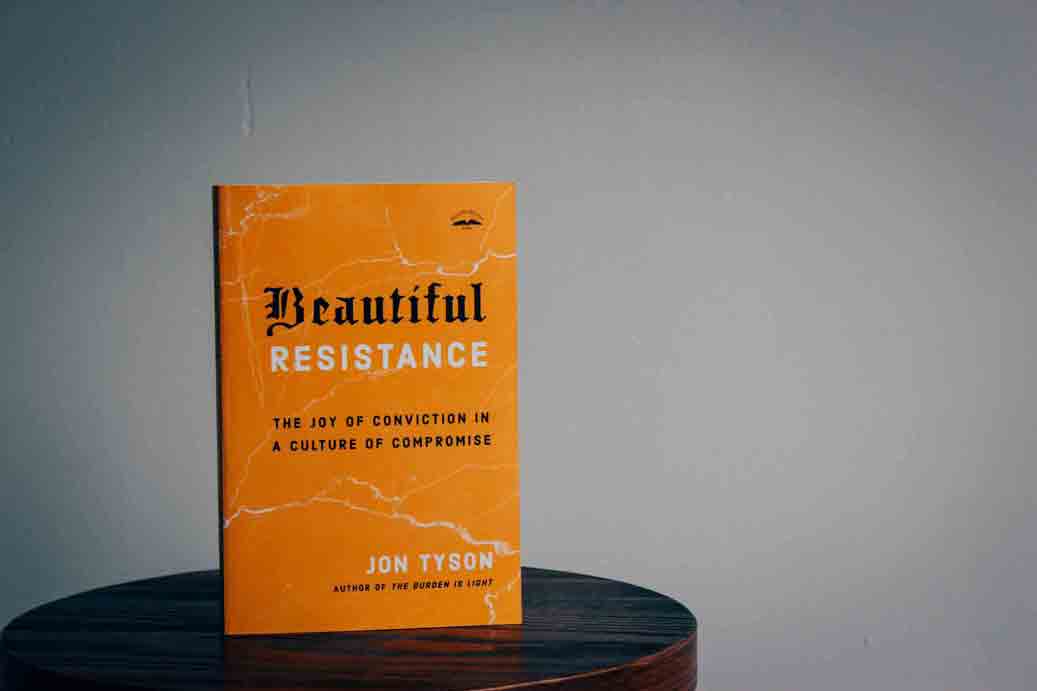 Beautiful
RESISTANCE
THE JOY OF CONVICTION IN
A CULTURE OF COMPROMISE
JON TYSON
AUTHOR OF THE BURDEN IS LIGHT